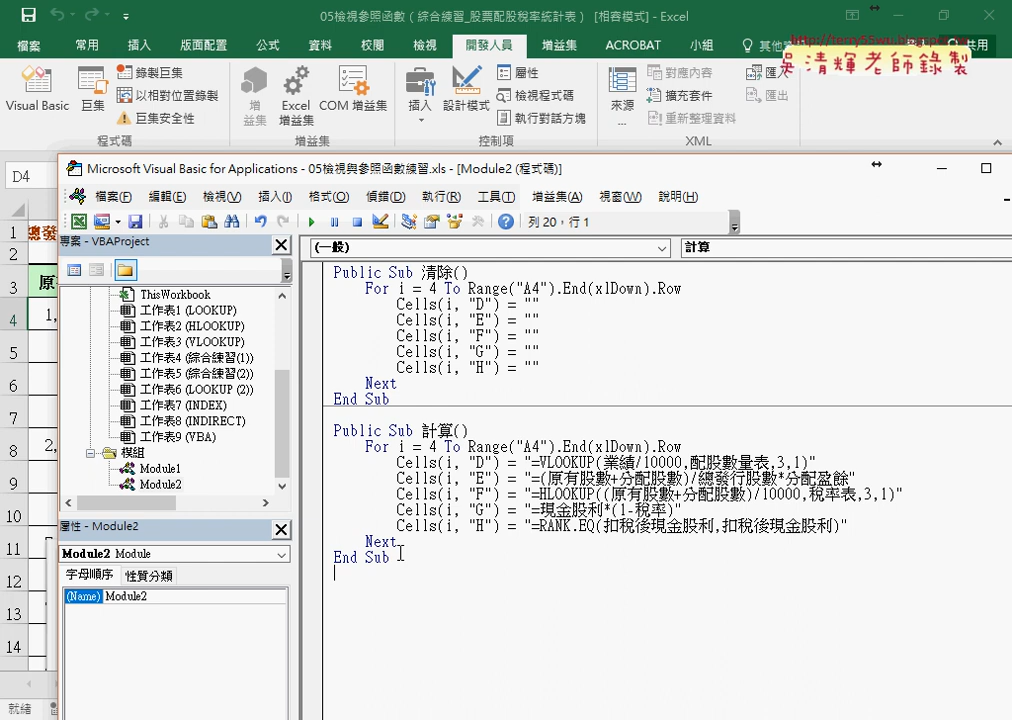 05檢視參照函數（綜合練習_股票配股稅率統計表） [相容模式] - Excel
檔案 常用 插入 版面配置 公式 資料 校閱 檢視 開發人員 增益集 ACROBAT 小組 共用
http://terry55wu.blogspot
吳清輝老師錄製
Visual Basic 巨集 錄製巨集 以相對位置錄製 巨集安全性
增益集 Excel 增益集 COM 增益集
插入 設計模式 屬性 檢視程式碼 執行對話方塊
來源... 對應內容 擴充套件 重新整理資料 匯出
程式碼 增益集 控制項 XML
D4
Microsoft Visual Basic for Applications - 05檢視與參照函數練習.xls - [Module2 (程式碼)]
檔案(F) 編輯(E) 檢視(V) 插入(I) 格式(O) 偵錯(D) 執行(R) 工具(T) 增益集(A) 視窗(W) 說明(H)
列 20，行 1
專案 - VBAProject
(一般) 計算
ThisWorkbook
工作表1 (LOOKUP)
工作表2 (HLOOKUP)
工作表3 (VLOOKUP)
工作表4 (綜合練習(1))
工作表5 (綜合練習(2))
工作表6 (LOOKUP (2))
工作表7 (INDEX)
工作表8 (INDIRECT)
工作表9 (VBA)
模組
Module1
Module2
屬性 - Module2
Module2 Module
字母順序 性質分類
(Name) Module2
Public Sub 清除()
For i = 4 To Range("A4").End(xlDown).Row
Cells(i, "D") = ""
Cells(i, "E") = ""
Cells(i, "F") = ""
Cells(i, "G") = ""
Cells(i, "H") = ""
Next
End Sub
Public Sub 計算()
For i = 4 To Range("A4").End(xlDown).Row
Cells(i, "D") = "=VLOOKUP(業績/10000,配股數量表,3,1)"
Cells(i, "E") = "=(原有股數+分配股數)/總發行股數*分配盈餘"
Cells(i, "F") = "=HLOOKUP((原有股數+分配股數)/10000,稅率表,3,1)"
Cells(i, "G") = "=現金股利*(1-稅率)"
Cells(i, "H") = "=RANK.EQ(扣稅後現金股利,扣稅後現金股利)"
Next
End Sub
1 總發
2
3 原
4 1,
5
6
7
8 2,
9
10
11
12
13
14
就緒